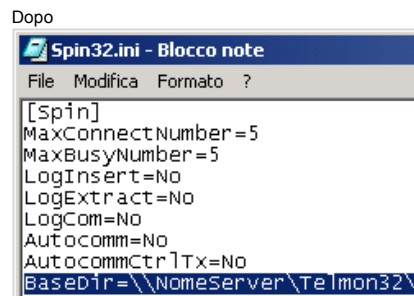 Dopo
Spin32.ini - Blocco note
File Modifica Formato ?
[Spin]
MaxConnectNumber=5
MaxBusyNumber=5
LogInsert=No
LogExtract=No
LogCom=No
Autocomm=No
AutocommCtrlTx=No
BaseDir=\\NomeServer\Telmon32\